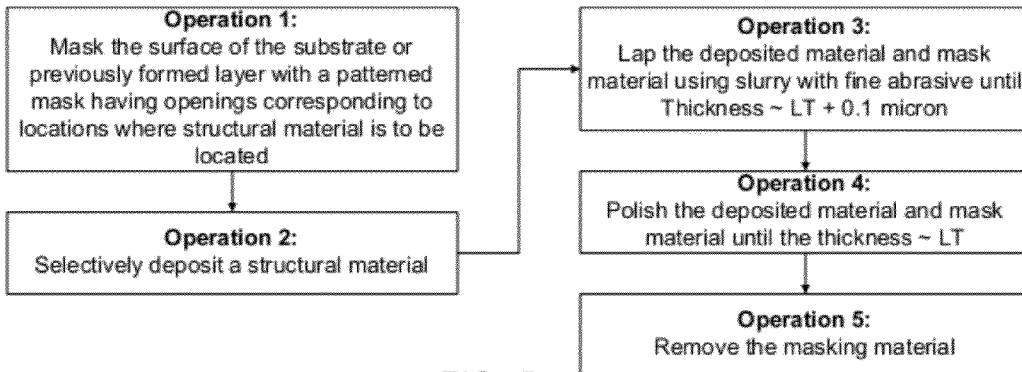 Operation 1:
Mask the surface of the substrate or
previously formed layer with a patterned
mask having openings corresponding to
locations where structural material is to be
located
Operation 2:
Selectively deposit a structural material
Operation 3:
Lap the deposited material and mask
material using slurry with fine abrasive until
Thickness ~ LT + 0.1 micron
Operation 4:
Polish the deposited material and mask
material until the thickness ~ LT
Operation 5:
Remove the masking material